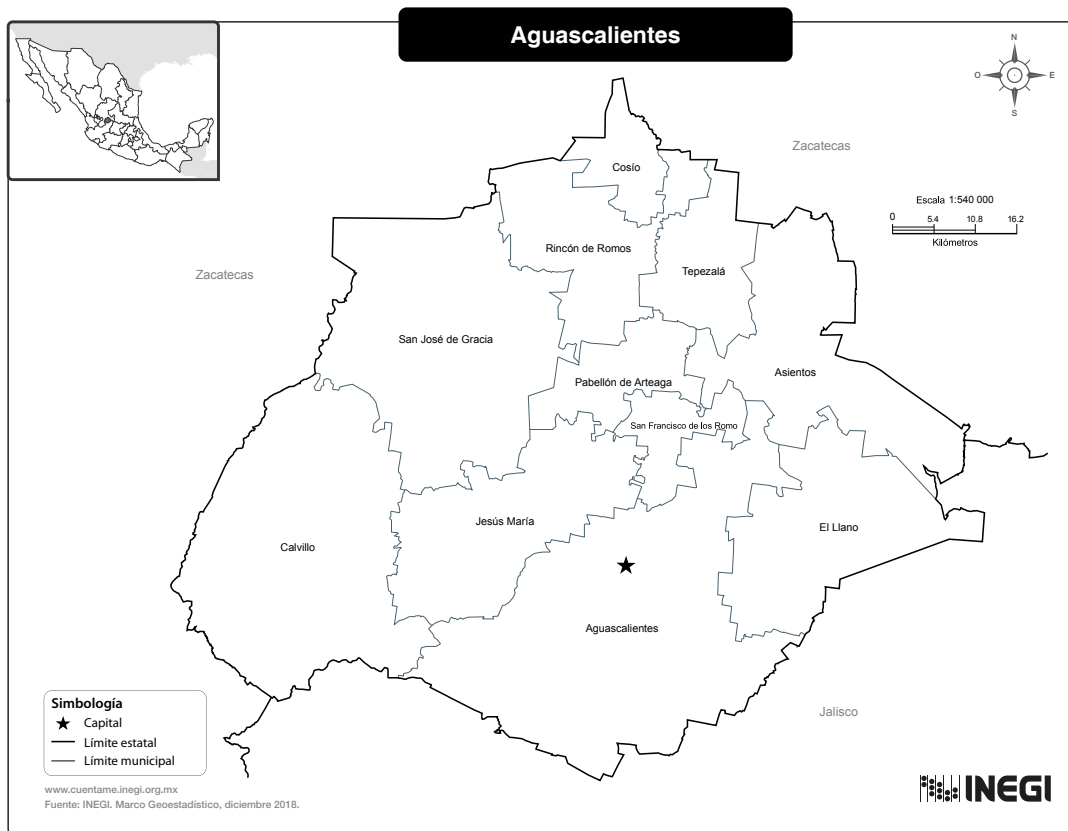 Aguascalientes
N
O
E
S
Zacatecas
Cosío
Escala 1:540 000
0 5.4 10.8 16.2
Kilómetros
Rincón de Romos
Tepezalá
Zacatecas
San José de Gracia
Asientos
Pabellón de Arteaga
San Francisco de los Romo
Jesús María
El Llano
Calvillo
Aguascalientes
Jalisco
Simbología
Capital
Límite estatal
Límite municipal
www.cuentame.inegi.org.mx
Fuente: INEGI. Marco Geoestadístico, diciembre 2018.
INEGI